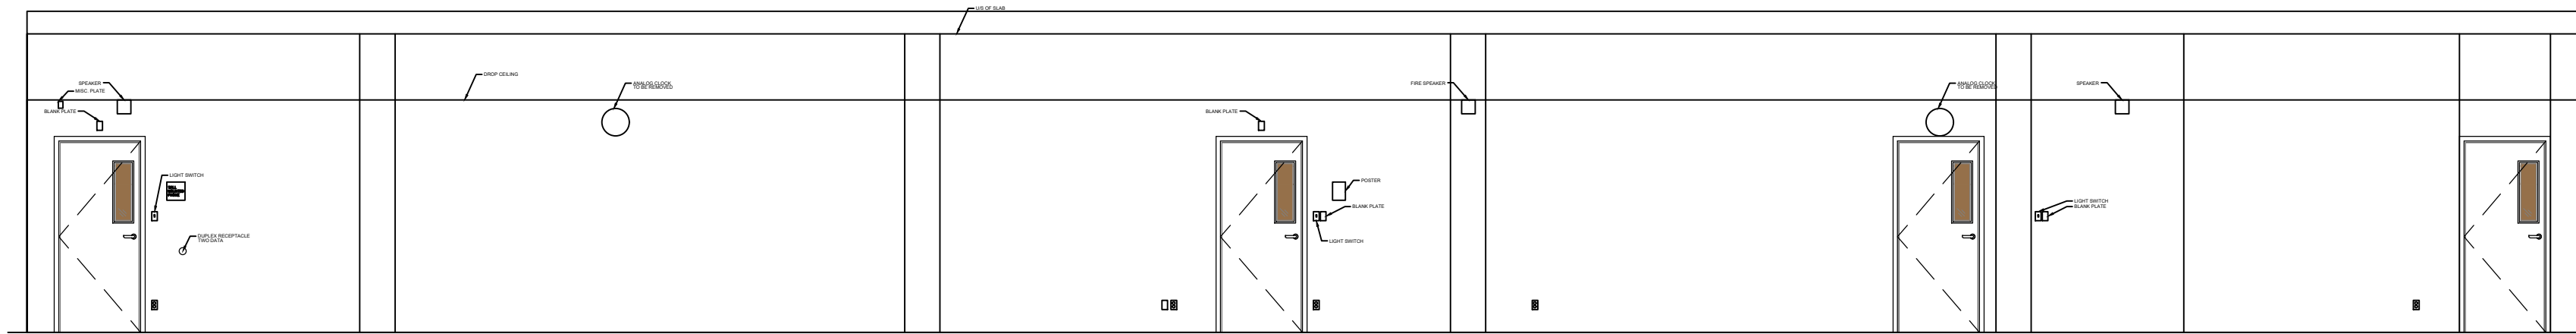 U/S OF SLAB
DROP CEILING
SPEAKER
MISC. PLATE
BLANK PLATE
ANALOG CLOCK
TO BE REMOVED
BLANK PLATE
FIRE SPEAKER
ANALOG CLOCK
TO BE REMOVED
SPEAKER
LIGHT SWITCH
DUPLEX RECEPTACLE
TWO DATA
POSTER
BLANK PLATE
LIGHT SWITCH
LIGHT SWITCH
BLANK PLATE